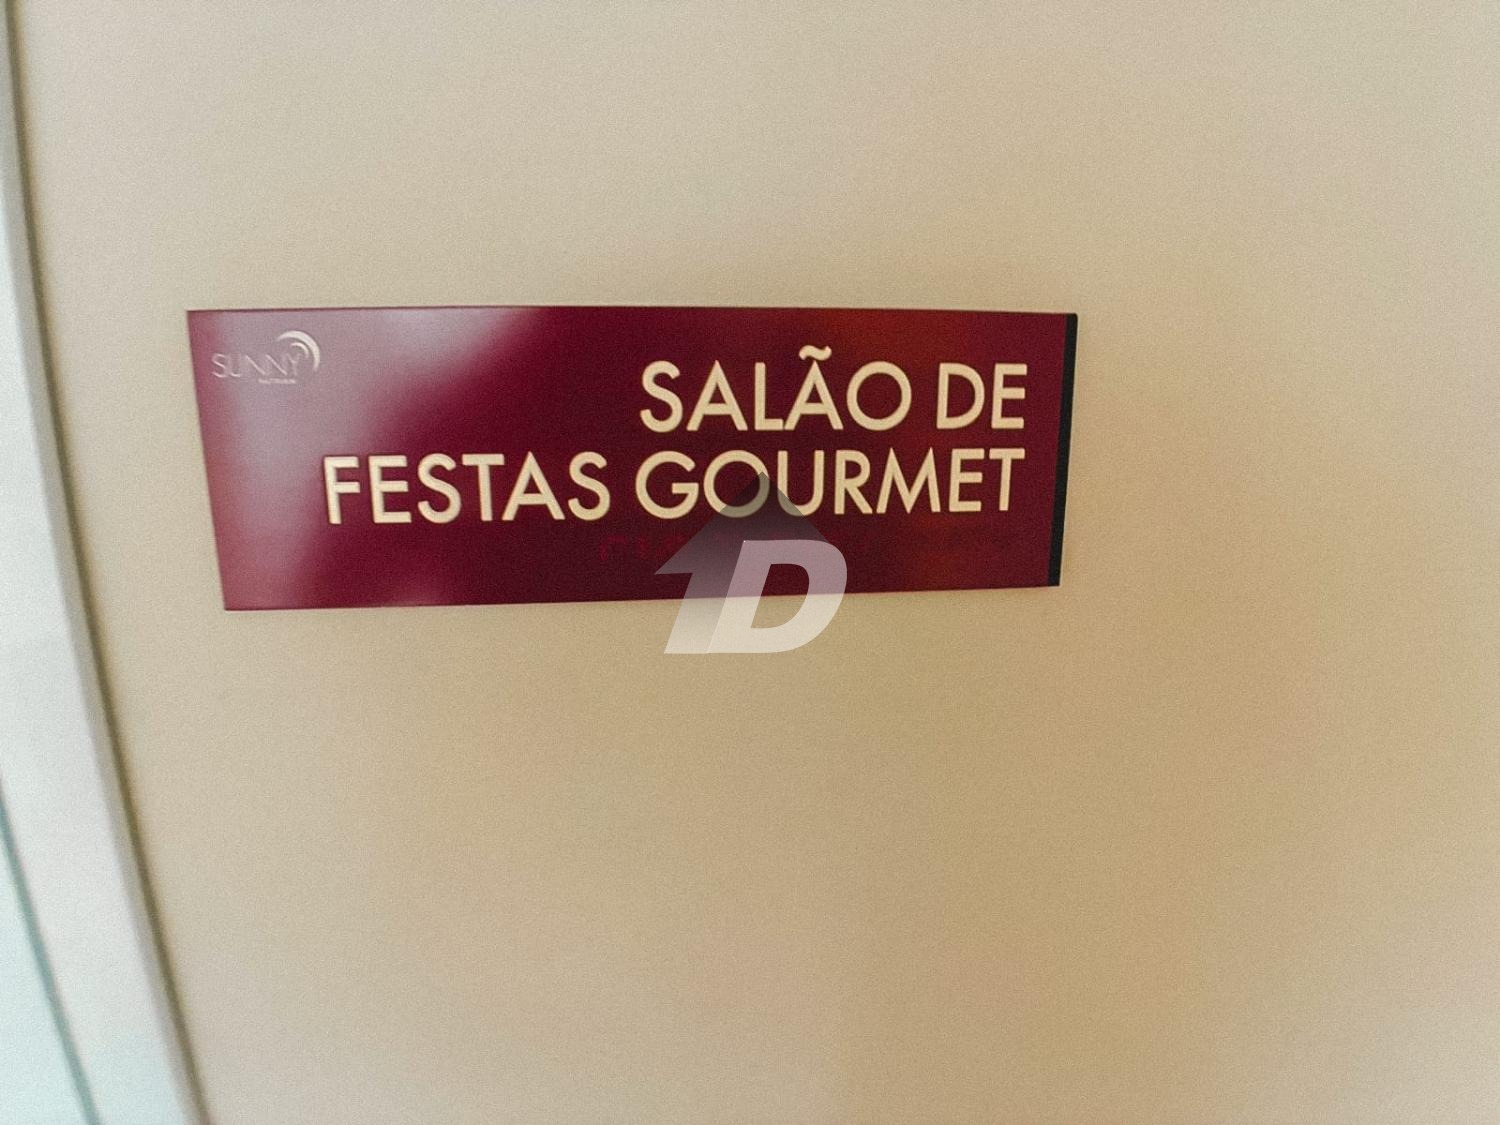 SUNNY
SALÃO DE
FESTAS GOURMET
D